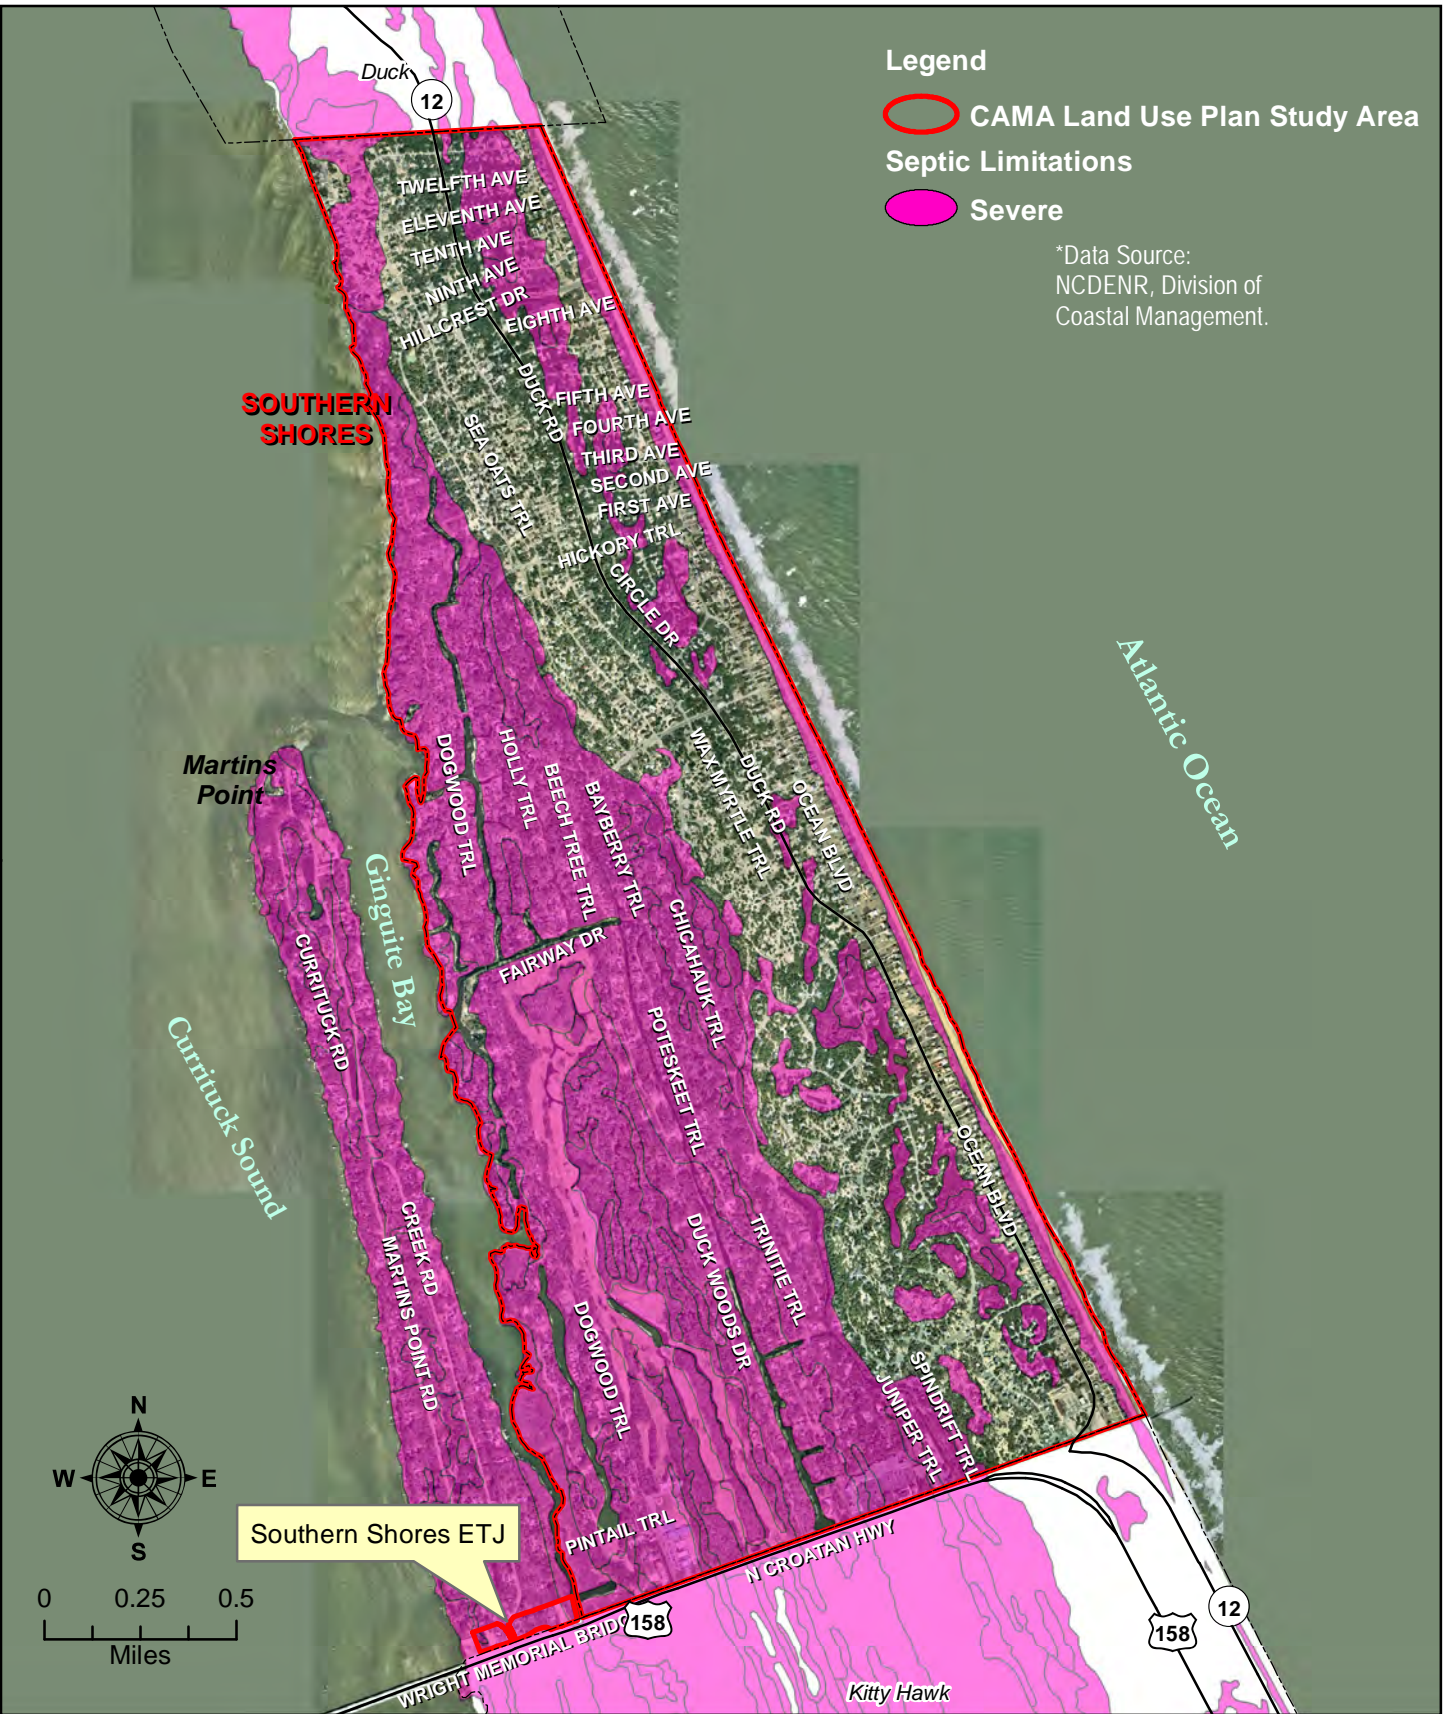 Legend
CAMA Land Use Plan Study Area
Septic Limitations
Severe
*Data Source:
NCDENR, Division of
Coastal Management.
Duck
12
TWELFTH AVE
ELEVENTH AVE
TENTH AVE
NINTH AVE
HILLCREST DR
EIGHTH AVE
DUCK RD
FIFTH AVE
SOUTHERN
SHORES
FOURTH AVE
SEA OATS TRL
THIRD AVE
SECOND AVE
FIRST AVE
HICKORY TRL
CIRCLE DR
Atlantic Ocean
Martins
Point
DOGWOOD TRL
HOLLY TRL
BEECH TREE TRL
BAYBERRY TRL
WAX MYRTLE TRL
DUCK RD
OCEAN BLVD
Ginguite Bay
CHICAHAUK TRL
FAIRWAY DR
CURRITUCK RD
POTESKEET TRL
Currituck Sound
OCEAN BLVD
CREEK RD
MARTINS POINT RD
DUCK WOODS DR
TRINITIE TRL
DOGWOOD TRL
SPINDRIFT TRL
JUNIPER TRL
N
W
E
S
Southern Shores ETJ
PINTAIL TRL
N CROATAN HWY
0 0.25 0.5
Miles
WRIGHT MEMORIAL BRIDG
158
158
12
Kitty Hawk